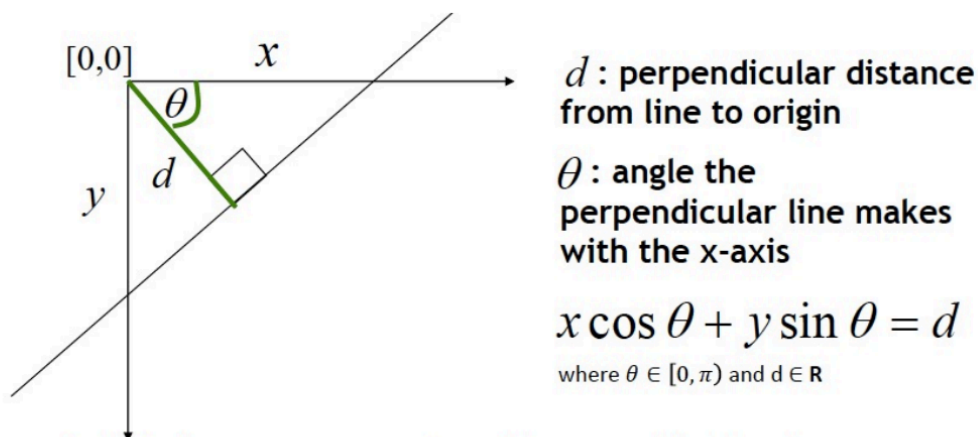 [0,0]
x
θ
d
y
d : perpendicular distance
from line to origin
θ : angle the
perpendicular line makes
with the x-axis
x cos θ + y sin θ = d
where θ ∈ [0, π) and d ∈ R